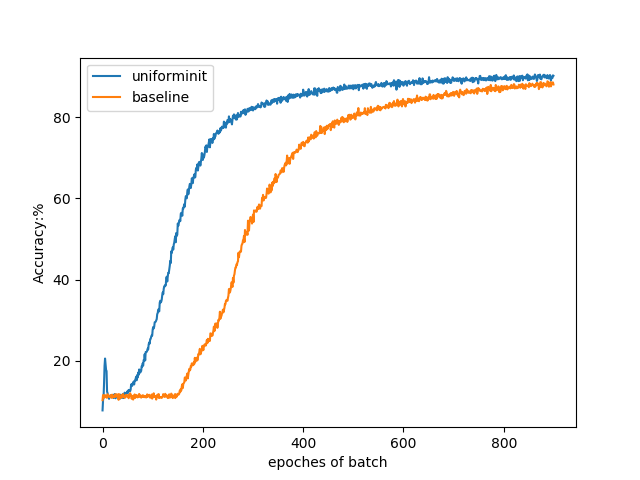 uniforminit
baseline
80
60
40
20
Accuracy:%
0 200 400 600 800
epoches of batch